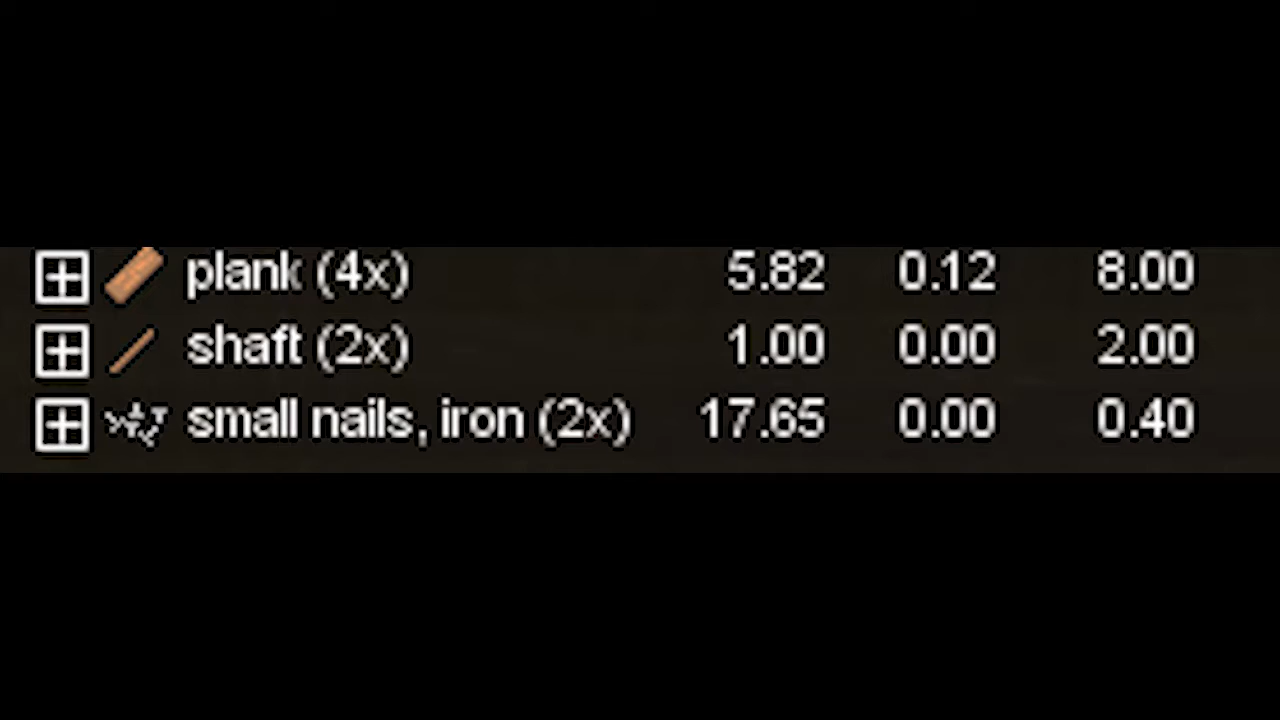 plank (4x) 5.82 0.12 8.00
shaft (2x) 1.00 0.00 2.00
small nails, iron (2x) 17.65 0.00 0.40